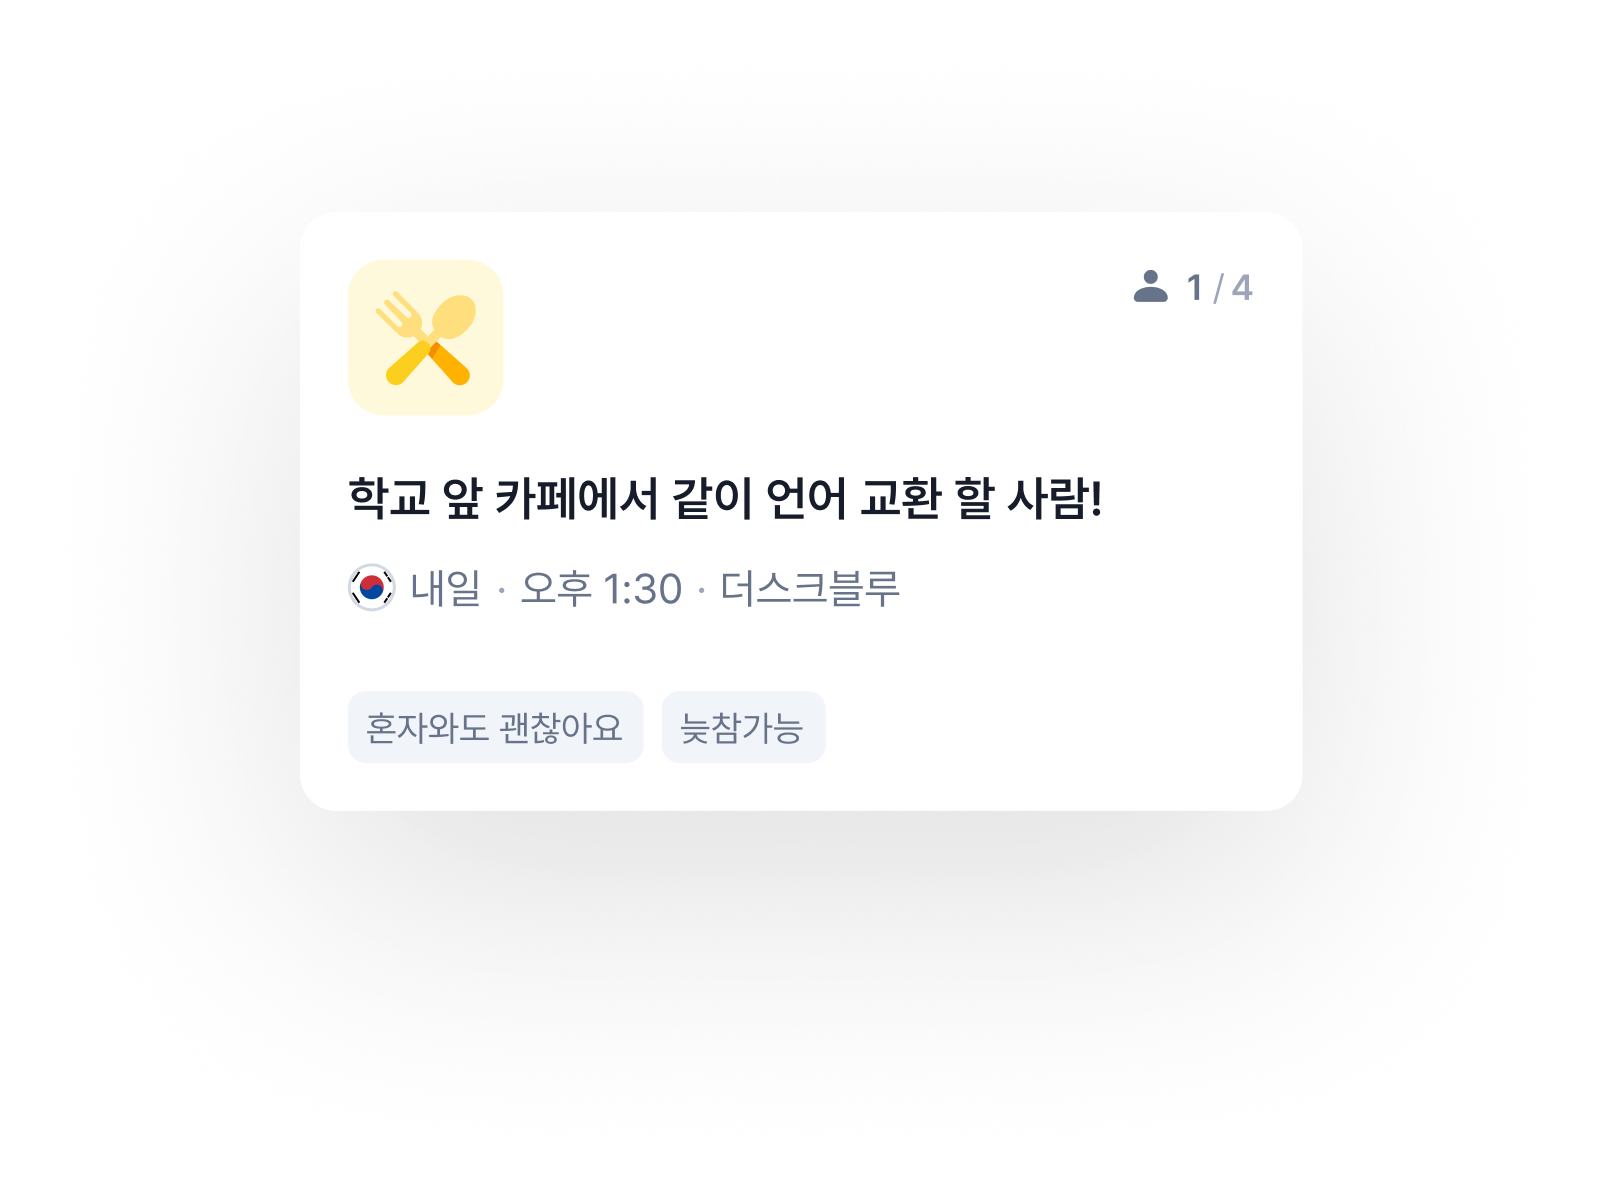 1 / 4
학교 앞 카페에서 같이 언어 교환 할 사람!
내일 · 오후 1:30 · 더스크블루
혼자와도 괜찮아요 늦참가능